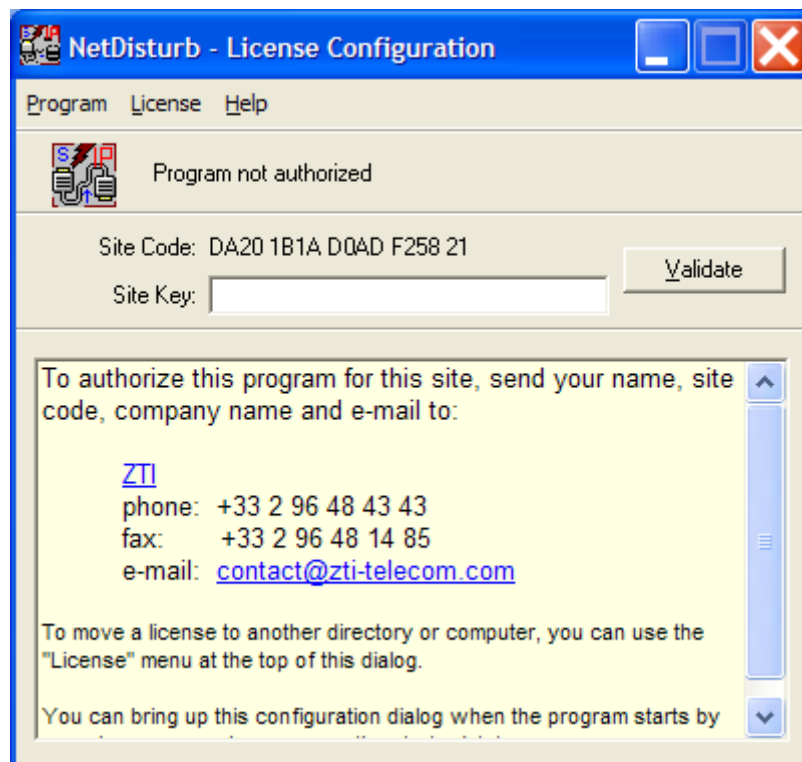 NetDisturb - License Configuration
Program License Help
S P
Program not authorized
Site Code: DA20 1B1A D0AD F258 21
Site Key:
Validate
To authorize this program for this site, send your name, site
code, company name and e-mail to:
ZTI
phone: +33 2 96 48 43 43
fax: +33 2 96 48 14 85
e-mail: contact@zti-telecom.com
To move a license to another directory or computer, you can use the
"License" menu at the top of this dialog.
You can bring up this configuration dialog when the program starts by